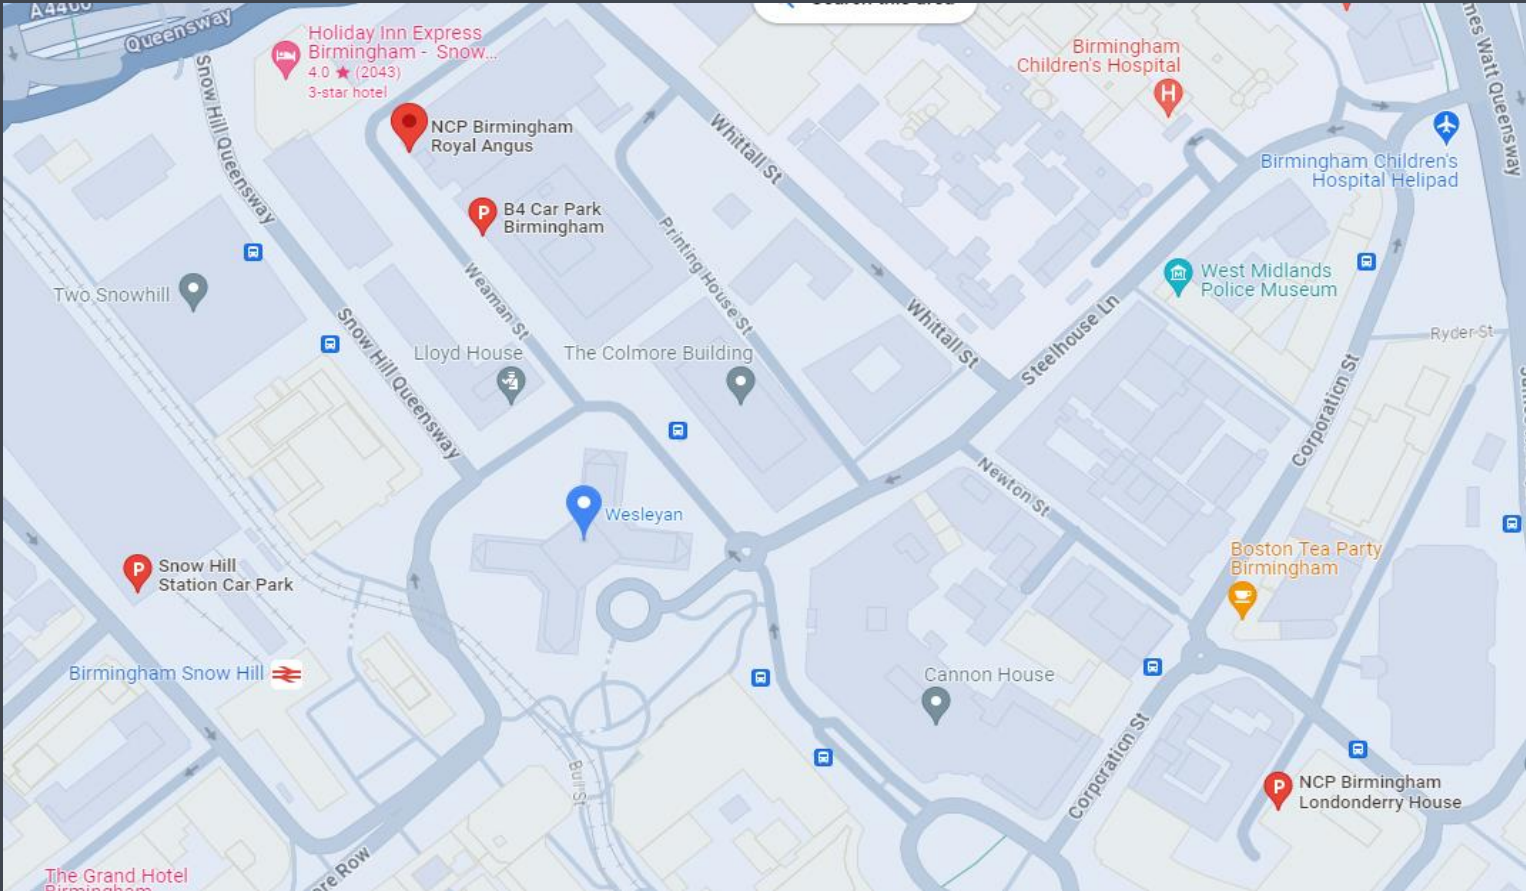 A4400
Queensway
Holiday Inn Express
Birmingham - Snow...
4.0 ★ (2043)
3-star hotel
Birmingham
Children's Hospital
H
NCP Birmingham
Royal Angus
Snow Hill Queensway
Whittall St
Birmingham Children's
Hospital Helipad
Queensway
P
B4 Car Park
Birmingham
Printing House St
Weaman St
West Midlands
Police Museum
Two Snowhill
Snow Hill Queensway
Lloyd House
The Colmore Building
Whittall St
Steelhouse Ln
Ryder St
Corporation St
Newton St
Wesleyan
P
Snow Hill
Station Car Park
Boston Tea Party
Birmingham
Birmingham Snow Hill
Cannon House
Corporation St
Bull St
P
NCP Birmingham
Londonderry House
The Grand Hotel
Birmingham
Row